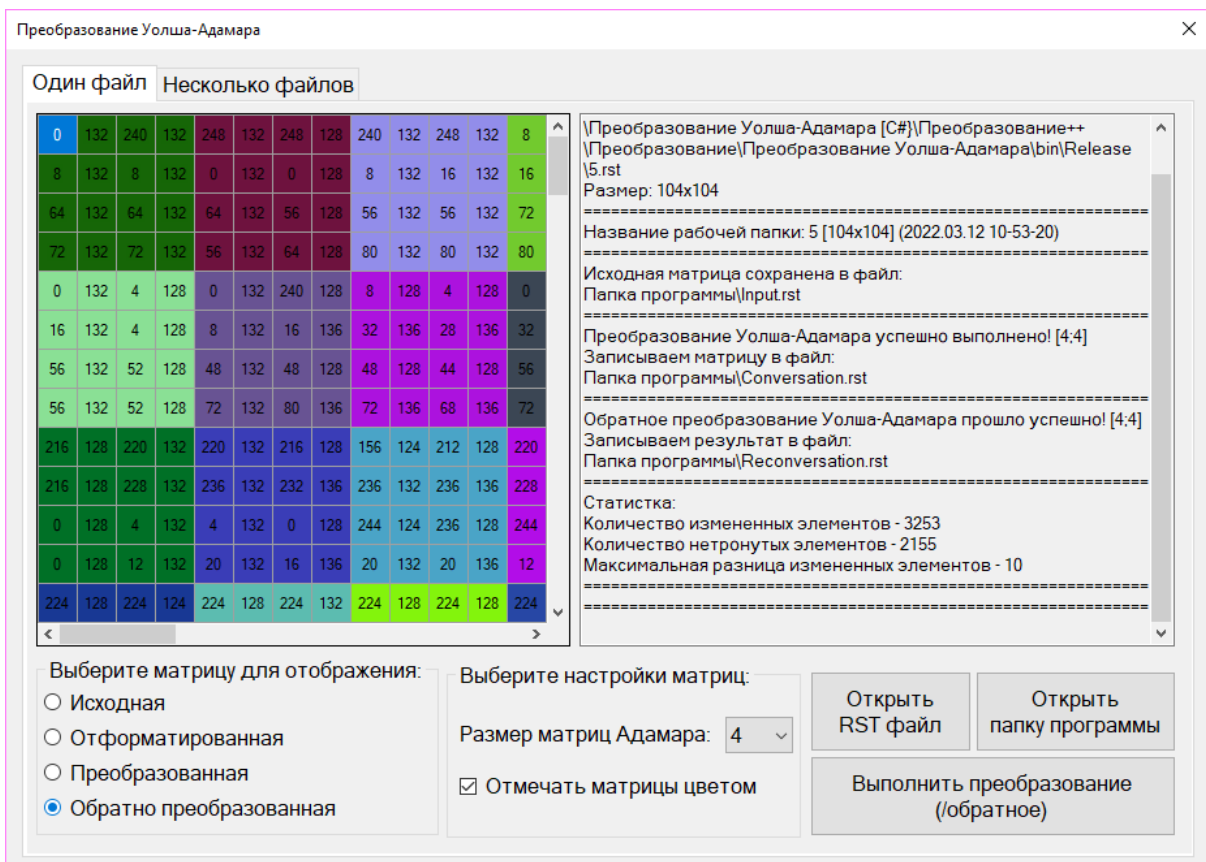 Преобразование Уолша-Адамара
Один файл
Несколько файлов
0 132 240 132 248 132 248 128 240 132 248 132 8
8 132 8 132 0 132 0 128 8 132 16 132 16
64 132 64 132 64 132 56 128 56 132 56 132 72
72 132 72 132 56 132 64 128 80 132 80 132 80
0 132 4 128 0 132 240 128 8 128 4 128 0
16 132 4 128 8 132 16 136 32 136 28 136 32
56 132 52 128 48 132 48 128 48 128 44 128 56
56 132 52 128 72 132 80 136 72 136 68 136 72
216 128 220 132 220 132 216 128 156 124 212 128 220
216 128 228 132 236 132 232 136 236 132 236 136 228
0 128 4 132 4 132 0 128 244 124 236 128 244
0 128 12 132 20 132 16 136 20 132 20 136 12
224 128 224 124 224 128 224 132 224 128 224 128 224
\Преобразование Уолша-Адамара [C#}\Преобразование++
\Преобразование\Преобразование Уолша-Адамара\bin\Release
\5.rst
Размер: 104x104
==========================================================
Название рабочей папки: 5 [104x104] (2022.03.12 10-53-20)
==========================================================
Исходная матрица сохранена в файл:
Папка программы\Input.rst
==========================================================
Преобразование Уолша-Адамара успешно выполнено! [4;4]
Записываем матрицу в файл:
Папка программы\Conversation.rst
==========================================================
Обратное преобразование Уолша-Адамара прошло успешно! [4;4]
Записываем результат в файл:
Папка программы\Reconversation.rst
==========================================================
Статистка:
Количество измененных элементов - 3253
Количество нетронутых элементов - 2155
Максимальная разница измененных элементов - 10
==========================================================
==========================================================
Выберите матрицу для отображения:
Исходная
Отформатированная
Преобразованная
Обратно преобразованная
Выберите настройки матриц:
Размер матриц Адамара: 4
Отмечать матрицы цветом
Открыть
RST файл
Открыть
папку программы
Выполнить преобразование
(/обратное)